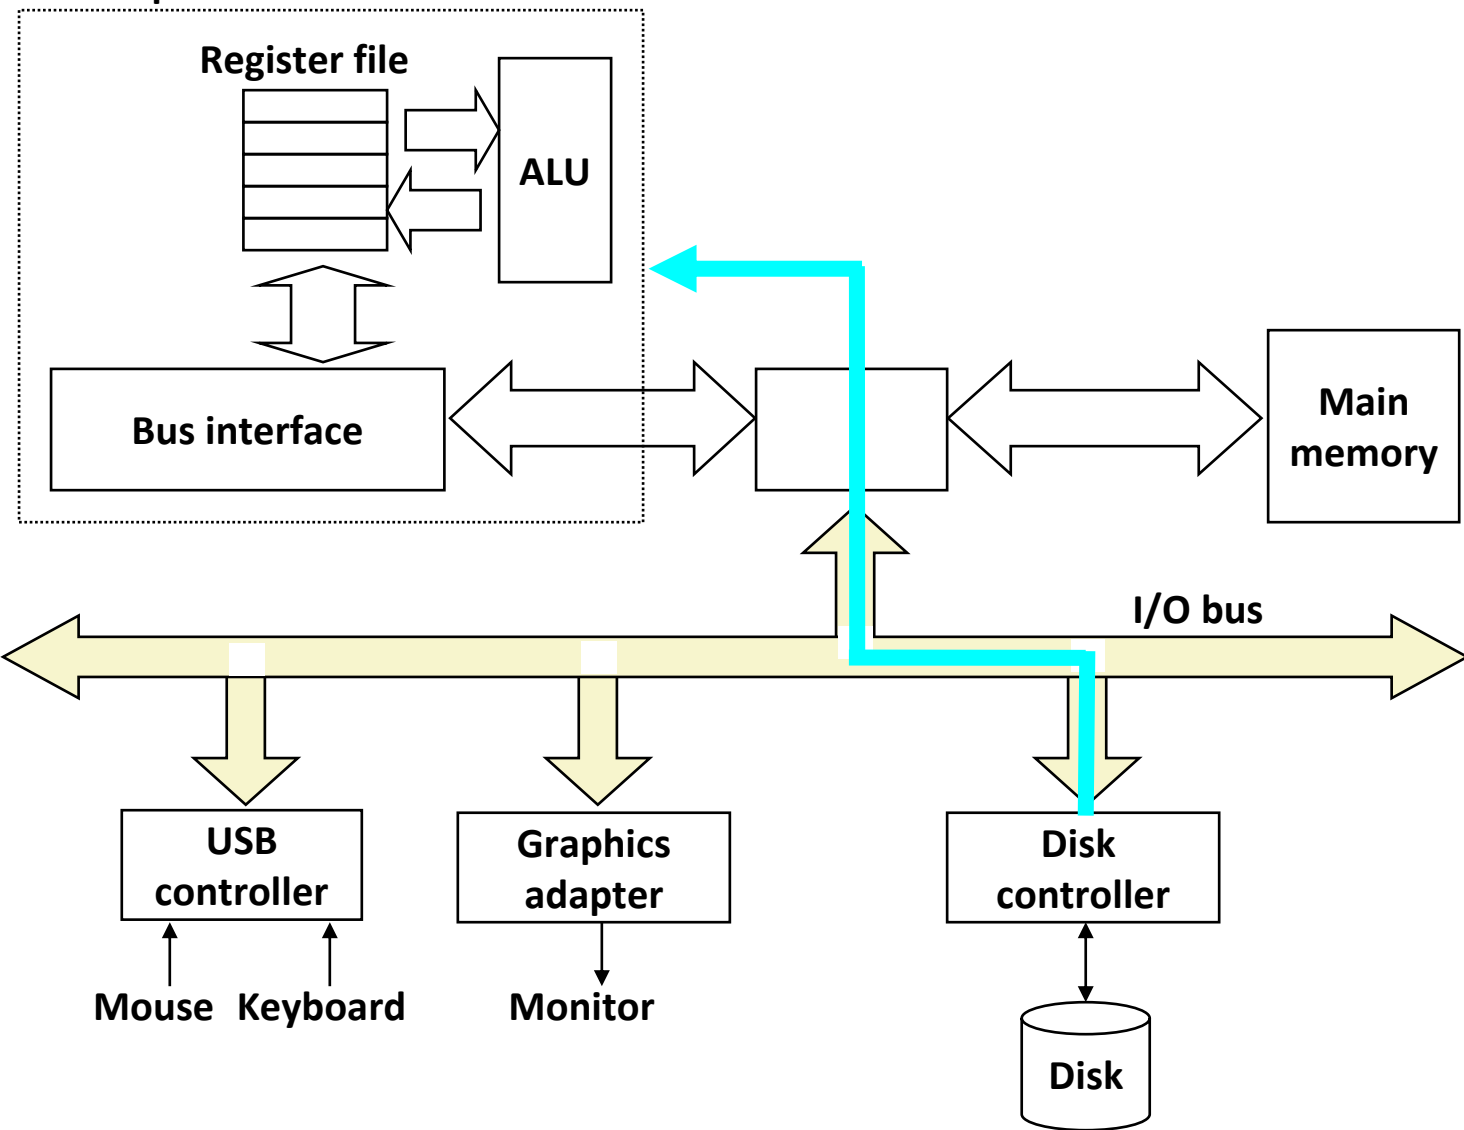 Register file
ALU
Bus interface
Main
memory
I/O bus
USB
controller
Graphics
adapter
Disk
controller
Mouse
Keyboard
Monitor
Disk